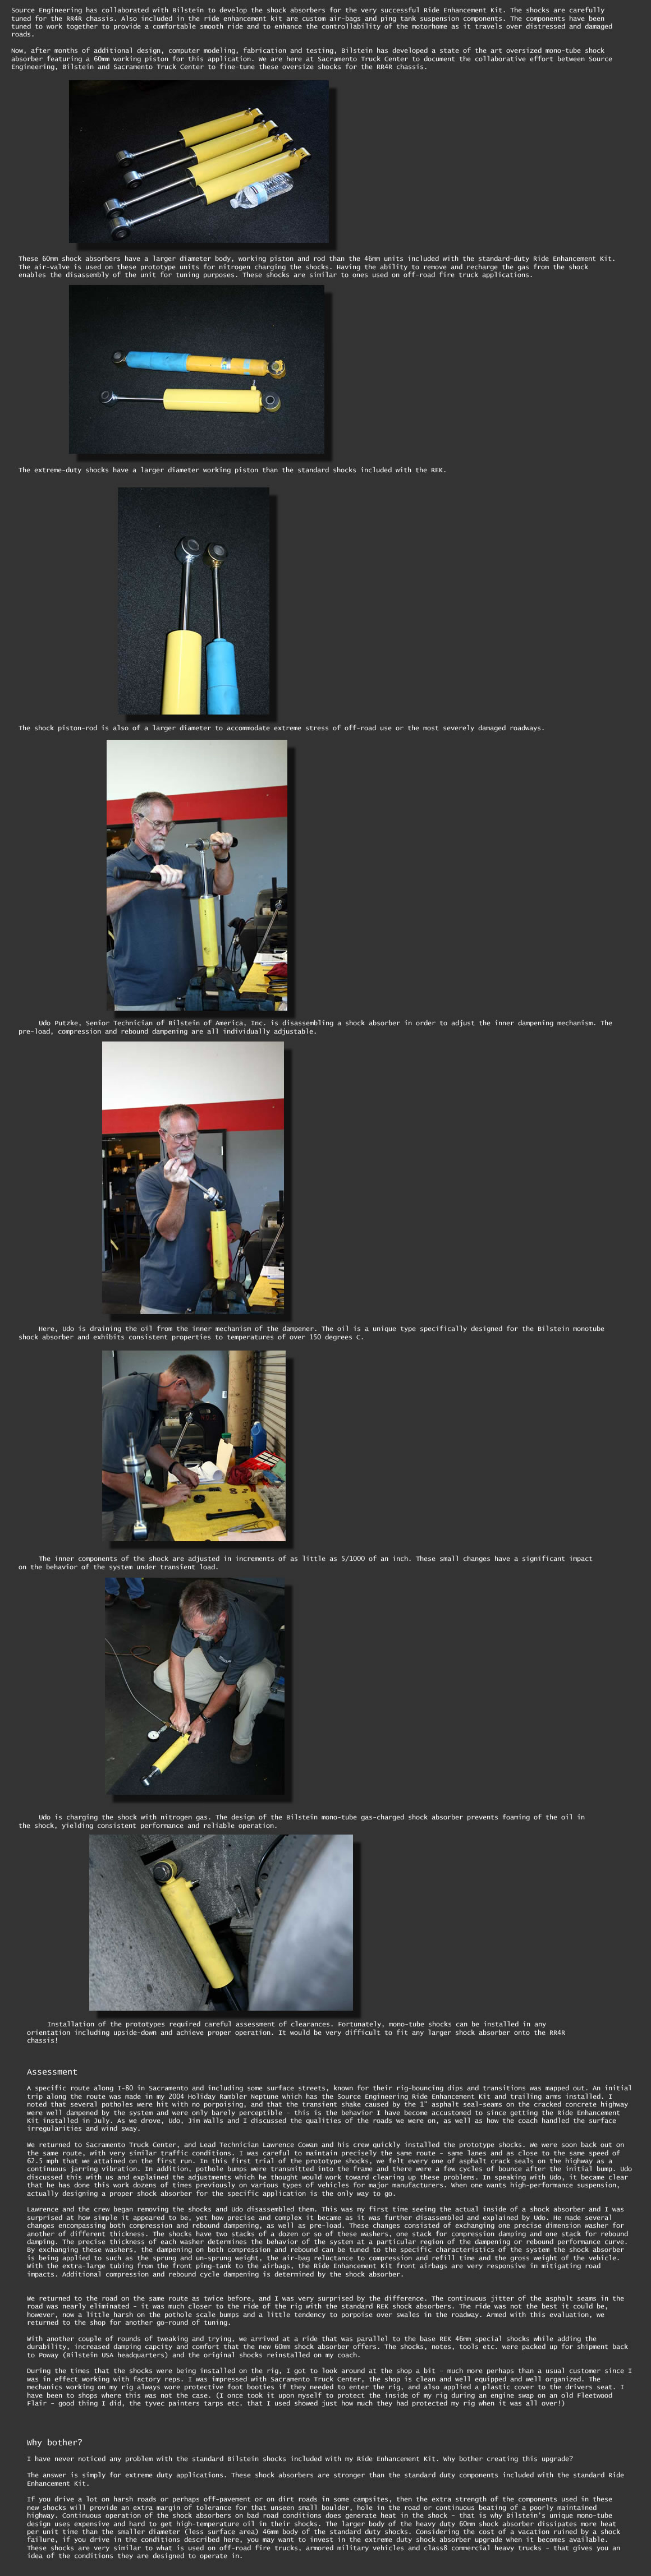 Source Engineering has collaborated with Bilstein to develop the shock absorbers for the very successful Ride Enhancement Kit. The shocks are carefully
tuned for the RR4R chassis. Also included in the ride enhancement kit are custom air-bags and ping tank suspension components. The components have been
tuned to work together to provide a comfortable smooth ride and to enhance the controllability of the motorhome as it travels over distressed and damaged
roads.
Now, after months of additional design, computer modeling, fabrication and testing, Bilstein has developed a state of the art oversized mono-tube shock
absorber featuring a 60mm working piston for this application. We are here at Sacramento Truck Center to document the collaborative effort between Source
Engineering, Bilstein and Sacramento Truck Center to fine-tune these oversize shocks for the RR4R chassis.
These 60mm shock absorbers have a larger diameter body, working piston and rod than the 46mm units included with the standard-duty Ride Enhancement Kit.
The air-valve is used on these prototype units for nitrogen charging the shocks. Having the ability to remove and recharge the gas from the shock
enables the disassembly of the unit for tuning purposes. These shocks are similar to ones used on off-road fire truck applications.
The extreme-duty shocks have a larger diameter working piston than the standard shocks included with the REK.
The shock piston-rod is also of a larger diameter to accommodate extreme stress of off-road use or the most severely damaged roadways.
Udo Putzke, Senior Technician of Bilstein of America, Inc. is disassembling a shock absorber in order to adjust the inner dampening mechanism. The
pre-load, compression and rebound dampening are all individually adjustable.
Here, Udo is draining the oil from the inner mechanism of the dampener. The oil is a unique type specifically designed for the Bilstein monotube
shock absorber and exhibits consistent properties to temperatures of over 150 degrees C.
The inner components of the shock are adjusted in increments of as little as 5/1000 of an inch. These small changes have a significant impact
on the behavior of the system under transient load.
Udo is charging the shock with nitrogen gas. The design of the Bilstein mono-tube gas-charged shock absorber prevents foaming of the oil in
the shock, yielding consistent performance and reliable operation.
Installation of the prototypes required careful assessment of clearances. Fortunately, mono-tube shocks can be installed in any
orientation including upside-down and achieve proper operation. It would be very difficult to fit any larger shock absorber onto the RR4R
chassis!
Assessment
A specific route along I-80 in Sacramento and including some surface streets, known for their rig-bouncing dips and transitions was mapped out. An initial
trip along the route was made in my 2004 Holiday Rambler Neptune which has the Source Engineering Ride Enhancement Kit and trailing arms installed. I
noted that several potholes were hit with no porpoising, and that the transient shake caused by the 1" asphalt seal-seams on the cracked concrete highway
were well dampened by the system and were only barely perceptible - this is the behavior I have become accustomed to since getting the Ride Enhancement
Kit installed in July. As we drove, Udo, Jim Walls and I discussed the qualities of the roads we were on, as well as how the coach handled the surface
irregularities and wind sway.
We returned to Sacramento Truck Center, and Lead Technician Lawrence Cowan and his crew quickly installed the prototype shocks. We were soon back out on
the same route, with very similar traffic conditions. I was careful to maintain precisely the same route - same lanes and as close to the same speed of
62.5 mph that we attained on the first run. In this first trial of the prototype shocks, we felt every one of asphalt crack seals on the highway as a
continuous jarring vibration. In addition, pothole bumps were transmitted into the frame and there were a few cycles of bounce after the initial bump. Udo
discussed this with us and explained the adjustments which he thought would work toward clearing up these problems. In speaking with Udo, it became clear
that he has done this work dozens of times previously on various types of vehicles for major manufacturers. When one wants high-performance suspension,
actually designing a proper shock absorber for the specific application is the only way to go.
Lawrence and the crew began removing the shocks and Udo disassembled them. This was my first time seeing the actual inside of a shock absorber and I was
surprised at how simple it appeared to be, yet how precise and complex it became as it was further disassembled and explained by Udo. He made several
changes encompassing both compression and rebound dampening, as well as pre-load. These changes consisted of exchanging one precise dimension washer for
another of different thickness. The shocks have two stacks of a dozen or so of these washers, one stack for compression damping and one stack for rebound
damping. The precise thickness of each washer determines the behavior of the system at a particular region of the dampening or rebound performance curve.
By exchanging these washers, the dampening on both compression and rebound can be tuned to the specific characteristics of the system the shock absorber
is being applied to such as the sprung and un-sprung weight, the air-bag reluctance to compression and refill time and the gross weight of the vehicle.
With the extra-large tubing from the front ping-tank to the airbags, the Ride Enhancement Kit front airbags are very responsive in mitigating road
impacts. Additional compression and rebound cycle dampening is determined by the shock absorber.
We returned to the road on the same route as twice before, and I was very surprised by the difference. The continuous jitter of the asphalt seams in the
road was nearly eliminated - it was much closer to the ride of the rig with the standard REK shock absorbers. The ride was not the best it could be,
however, now a little harsh on the pothole scale bumps and a little tendency to porpoise over swales in the roadway. Armed with this evaluation, we
returned to the shop for another go-round of tuning.
With another couple of rounds of tweaking and trying, we arrived at a ride that was parallel to the base REK 46mm special shocks while adding the
durability, increased damping capcity and comfort that the new 60mm shock absorber offers. The shocks, notes, tools etc. were packed up for shipment back
to Poway (Bilstein USA headquarters) and the original shocks reinstalled on my coach.
During the times that the shocks were being installed on the rig, I got to look around at the shop a bit - much more perhaps than a usual customer since I
was in effect working with factory reps. I was impressed with Sacramento Truck Center, the shop is clean and well equipped and well organized. The
mechanics working on my rig always wore protective foot booties if they needed to enter the rig, and also applied a plastic cover to the drivers seat. I
have been to shops where this was not the case. (I once took it upon myself to protect the inside of my rig during an engine swap on an old Fleetwood
Flair - good thing I did, the tyvec painters tarps etc. that I used showed just how much they had protected my rig when it was all over!)
Why bother?
I have never noticed any problem with the standard Bilstein shocks included with my Ride Enhancement Kit. Why bother creating this upgrade?
The answer is simply for extreme duty applications. These shock absorbers are stronger than the standard duty components included with the standard Ride
Enhancement Kit.
If you drive a lot on harsh roads or perhaps off-pavement or on dirt roads in some campsites, then the extra strength of the components used in these
new shocks will provide an extra margin of tolerance for that unseen small boulder, hole in the road or continuous beating of a poorly maintained
highway. Continuous operation of the shock absorbers on bad road conditions does generate heat in the shock - that is why Bilstein's unique mono-tube
design uses expensive and hard to get high-temperature oil in their shocks. The larger body of the heavy duty 60mm shock absorber dissipates more heat
per unit time than the smaller diameter (less surface area) 46mm body of the standard duty shocks. Considering the cost of a vacation ruined by a shock
failure, if you drive in the conditions described here, you may want to invest in the extreme duty shock absorber upgrade when it becomes available.
These shocks are very similar to what is used on off-road fire trucks, armored military vehicles and class8 commercial heavy trucks - that gives you an
idea of the conditions they are designed to operate in.